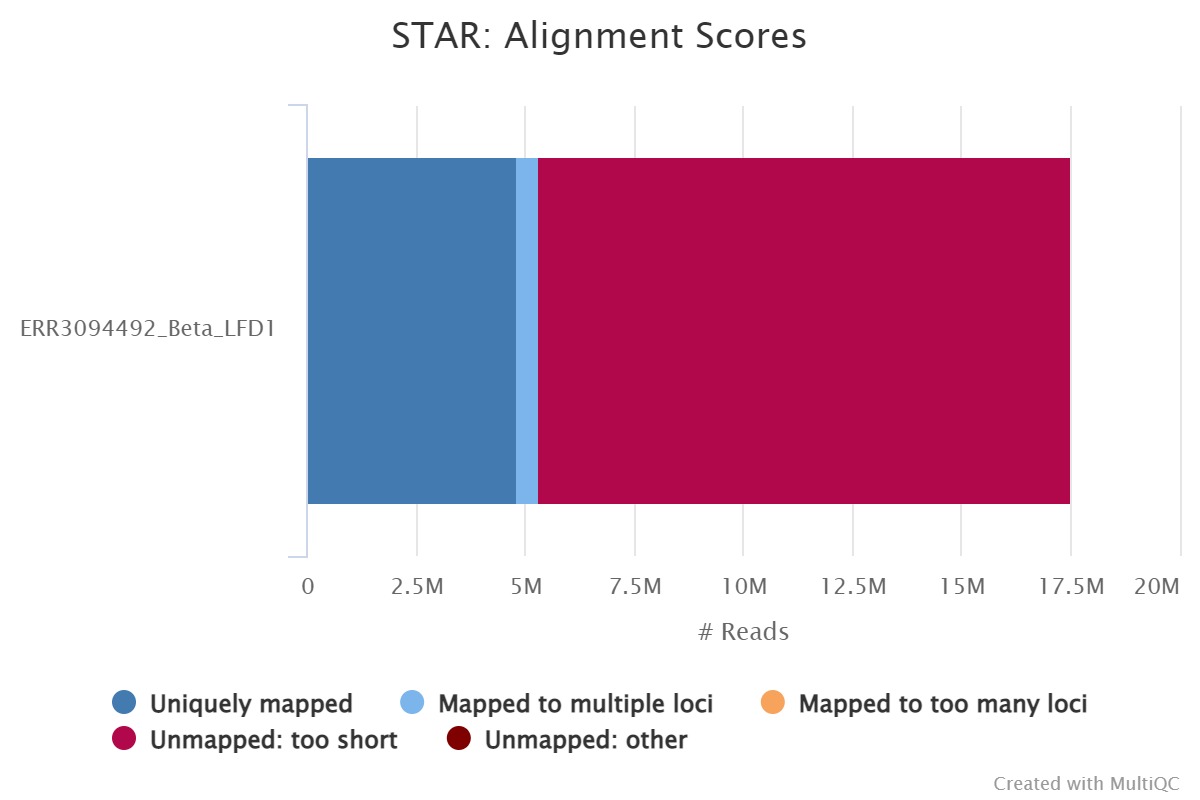 STAR: Alignment Scores
ERR3094492_Beta_LFD1
0 2.5M 5M 7.5M 10M 12.5M 15M 17.5M 20M
# Reads
Uniquely mapped Mapped to multiple loci Mapped to too many loci
Unmapped: too short Unmapped: other
Created with MultiQC